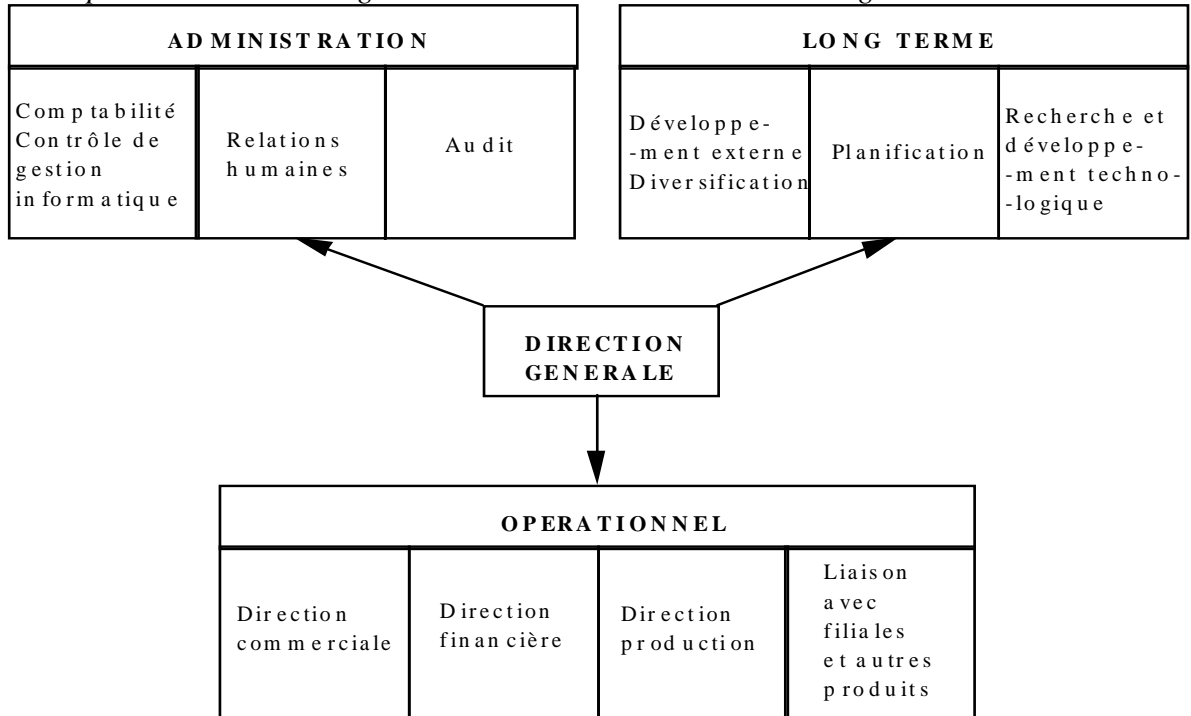 ADMINISTRATION
Comptabilité
Contrôle de
gestion
informatique
Relations
humaines
Audit
LONG TERME
Développe-
-ment externe
Diversification
Planification
Recherche et
développe-
-ment techno-
-logique
DIRECTION
GENERALE
OPERATIONNEL
Direction
commerciale
Direction
financière
Direction
production
Liaison
avec
filiales
et autres
produits